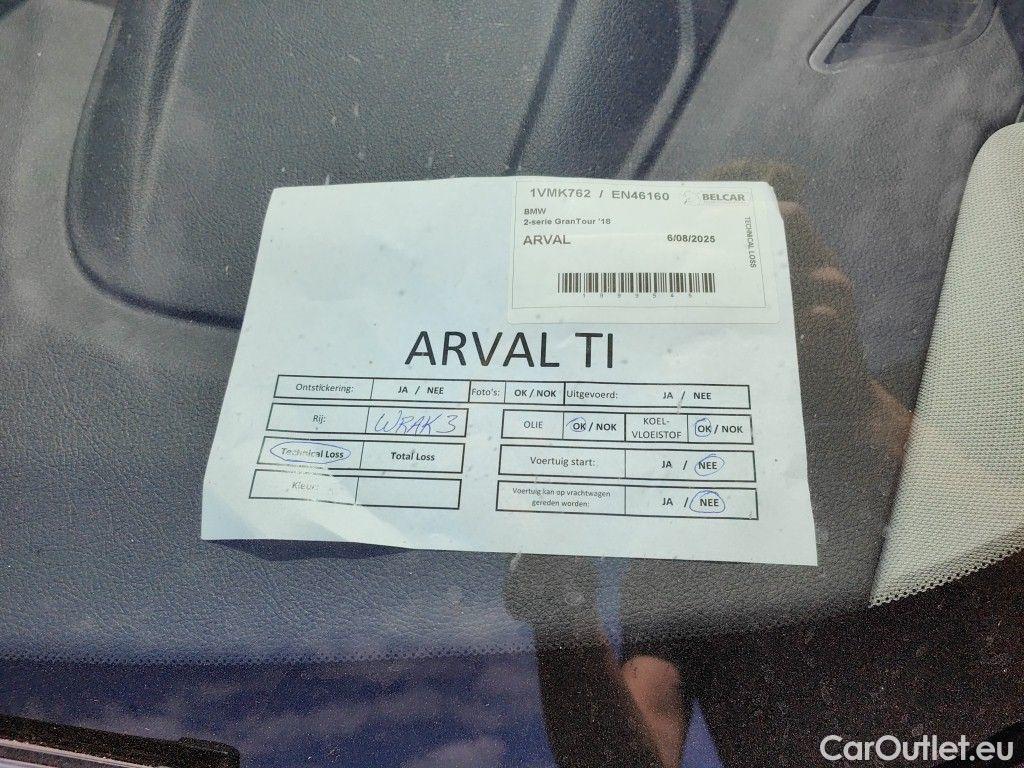 1VMK762 / EN46160 BELCAR
BMW
2-serie GranTour '18
ARVAL 6/08/2025
TECHNICAL LOSS
1999545
ARVAL TI
Ontstickering: JA / NEE Foto's: OK / NOK Uitgevoerd: JA / NEE
Rij: WRAK 3
OLIE OK / NOK KOEL-
VLOEISTOF OK / NOK
Technical Loss Total Loss
Voertuig start: JA / NEE
Kleur:
Voertuig kan op vrachtwagen
gereden worden: JA / NEE
CarOutlet.eu